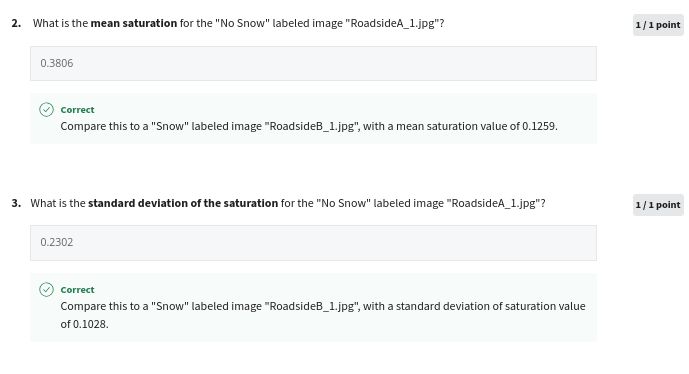 2. What is the mean saturation for the "No Snow" labeled image "RoadsideA_1.jpg"?
1 / 1 point
0.3806
Correct
Compare this to a "Snow" labeled image "RoadsideB_1.jpg", with a mean saturation value of 0.1259.
3. What is the standard deviation of the saturation for the "No Snow" labeled image "RoadsideA_1.jpg"?
1 / 1 point
0.2302
Correct
Compare this to a "Snow" labeled image "RoadsideB_1.jpg", with a standard deviation of saturation value
of 0.1028.